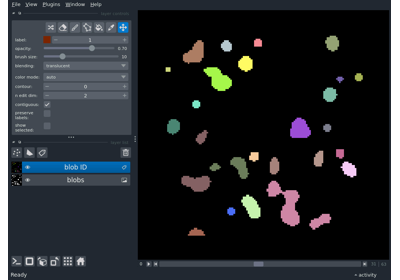 File View Plugins Window Help
label: 1
opacity: 0.70
brush size: 10
blending: translucent
color mode: auto
contour: 0
n edit dim: 2
contiguous:
preserve labels:
show selected:
blob ID
blobs
Ready
activity